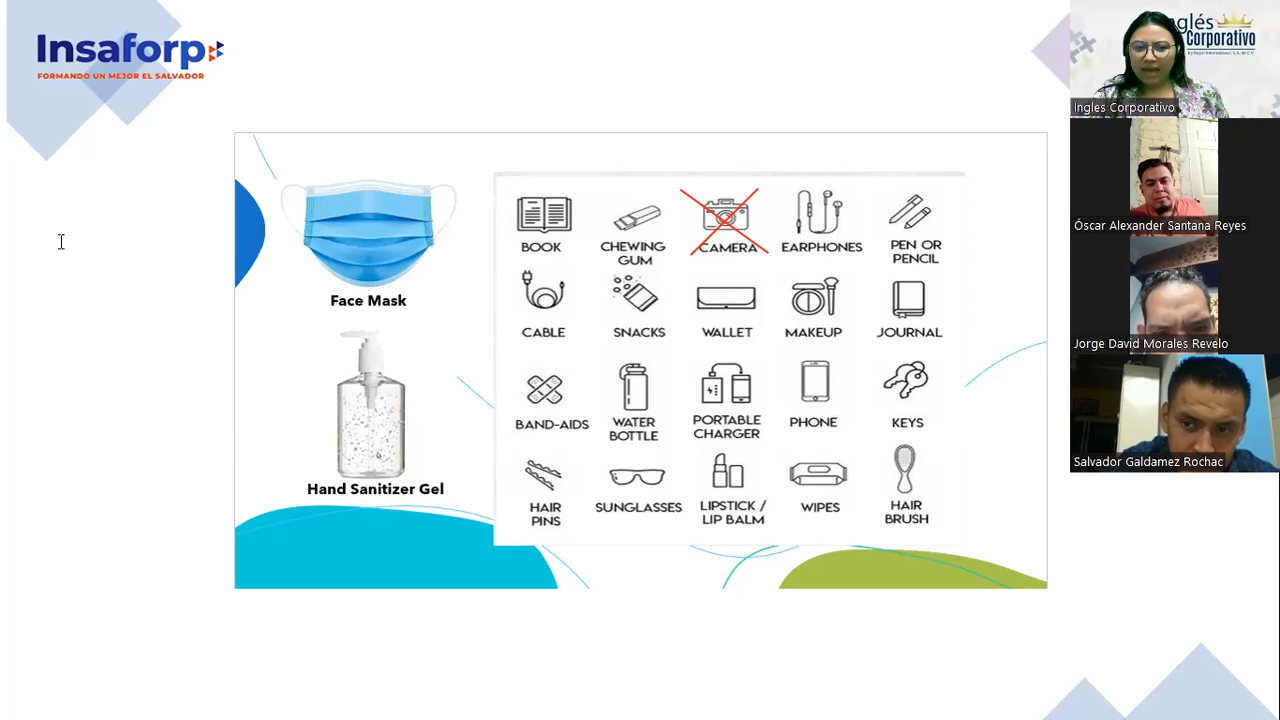 Insaforp
FORMANDO UN MEJOR EL SALVADOR
Face Mask
Hand Sanitizer Gel
BOOK
CHEWING
GUM
CAMERA
EARPHONES
PEN OR
PENCIL
CABLE
SNACKS
WALLET
MAKEUP
JOURNAL
BAND-AIDS
WATER
BOTTLE
PORTABLE
CHARGER
PHONE
KEYS
HAIR
PINS
SUNGLASSES
LIPSTICK /
LIP BALM
WIPES
HAIR
BRUSH
Corporativo
Ingles Corporativo
Óscar Alexander Santana Reyes
Jorge David Morales Revelo
Salvador Galdamez Rochac